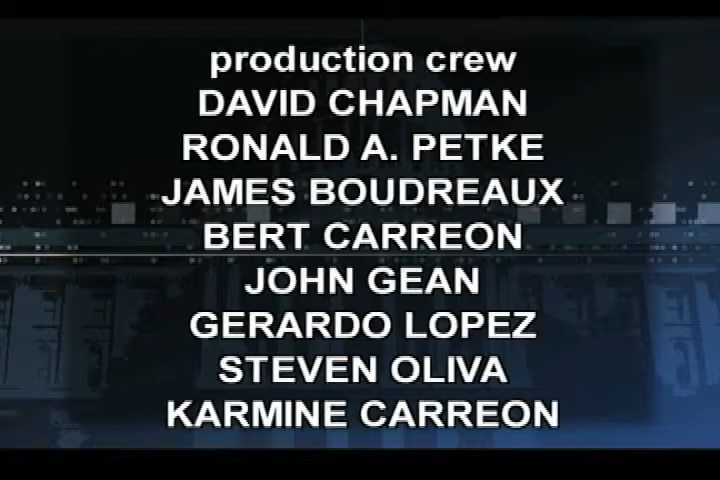 production crew
DAVID CHAPMAN
RONALD A. PETKE
JAMES BOUDREAUX
BERT CARREON
JOHN GEAN
GERARDO LOPEZ
STEVEN OLIVA
KARMINE CARREON